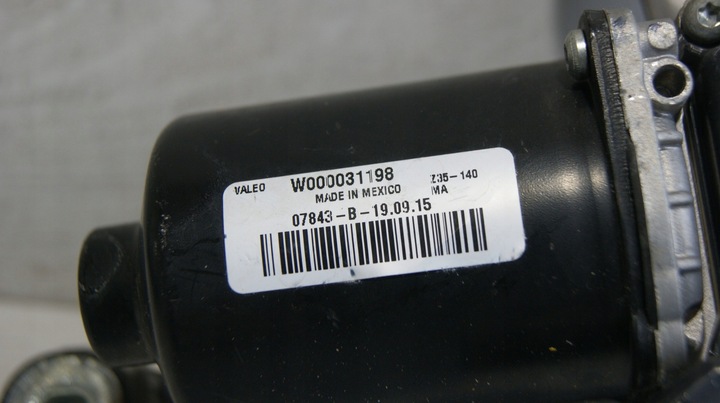 VALEO W000031198 Z35-140
MADE IN MEXICO MA
07843-B-19.09.15